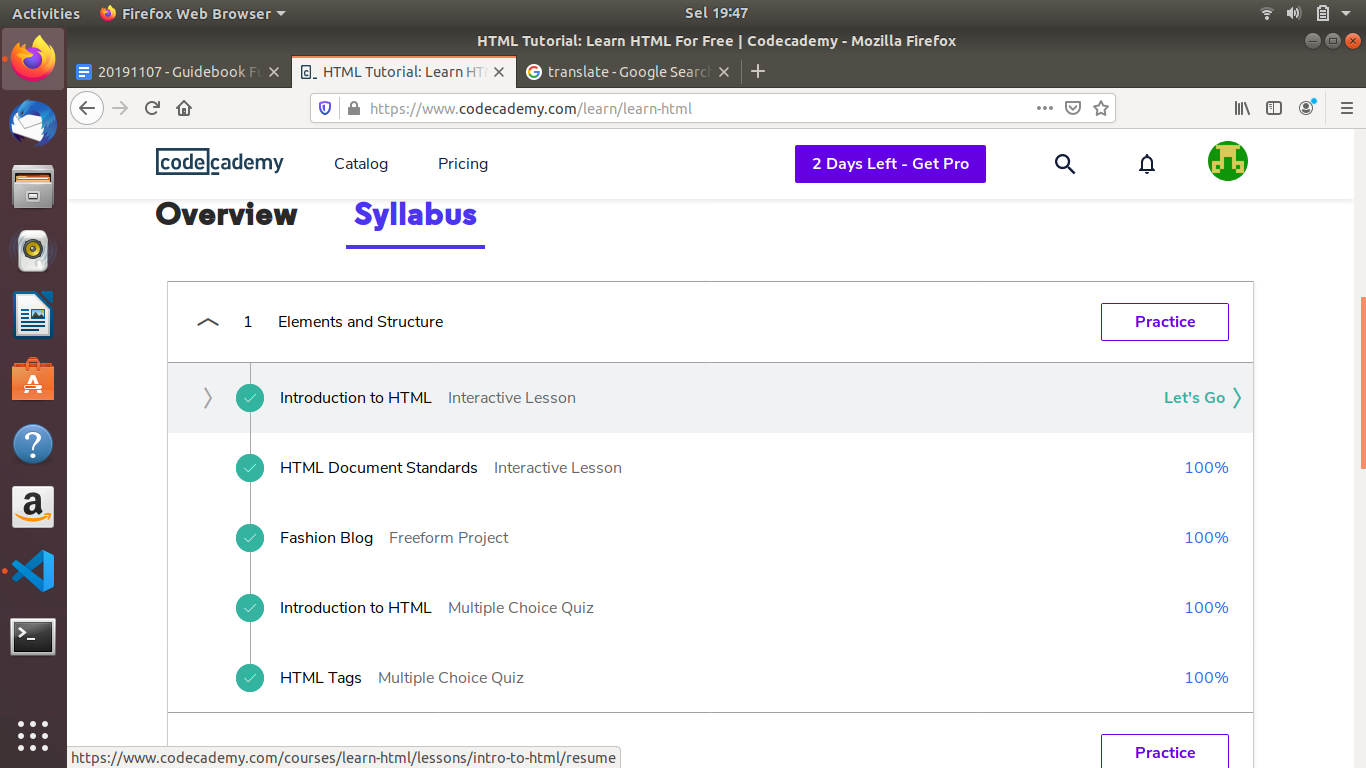 Activities Firefox Web Browser Sel 19:47
HTML Tutorial: Learn HTML For Free | Codecademy - Mozilla Firefox
20191107 - Guidebook F HTML Tutorial: Learn HT translate - Google Search
https://www.codecademy.com/learn/learn-html
codecademy Catalog Pricing 2 Days Left - Get Pro
Overview Syllabus
1 Elements and Structure Practice
Introduction to HTML Interactive Lesson Let's Go
HTML Document Standards Interactive Lesson 100%
Fashion Blog Freeform Project 100%
Introduction to HTML Multiple Choice Quiz 100%
HTML Tags Multiple Choice Quiz 100%
Practice
https://www.codecademy.com/courses/learn-html/lessons/intro-to-html/resume